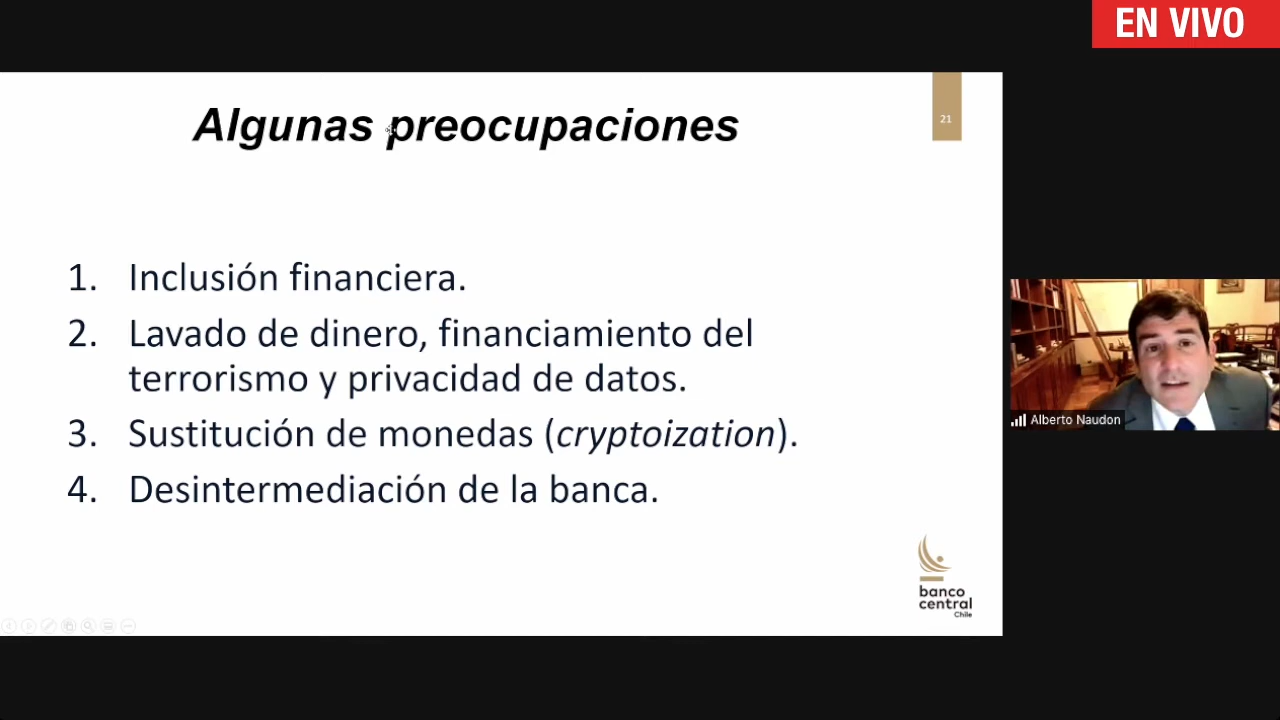 EN VIVO
Algunas preocupaciones
21
1. Inclusión financiera.
2. Lavado de dinero, financiamiento del
terrorismo y privacidad de datos.
3. Sustitución de monedas (cryptoization).
4. Desintermediación de la banca.
banco
central
Chile
Alberto Naudon